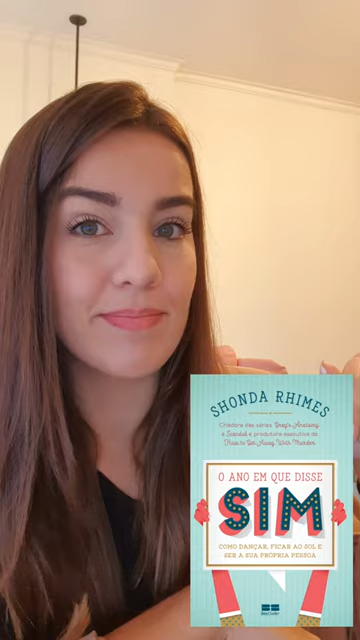 SHONDA RHIMES
Criadora das séries Grey's Anatomy
e Scandal e produtora executiva de
How to Get Away With Murder
O ANO EM QUE DISSE
SIM
COMO DANÇAR, FICAR AO SOL E
SER A SUA PRÓPRIA PESSOA